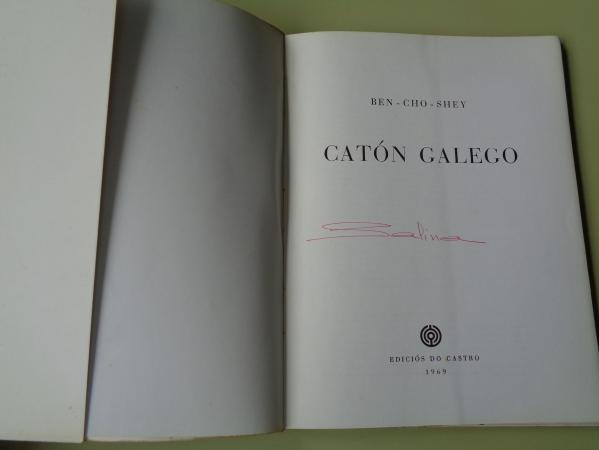 BEN-CHO-SHEY
CATÓN GALEGO
Salina
EDICIÓS DO CASTRO
1969